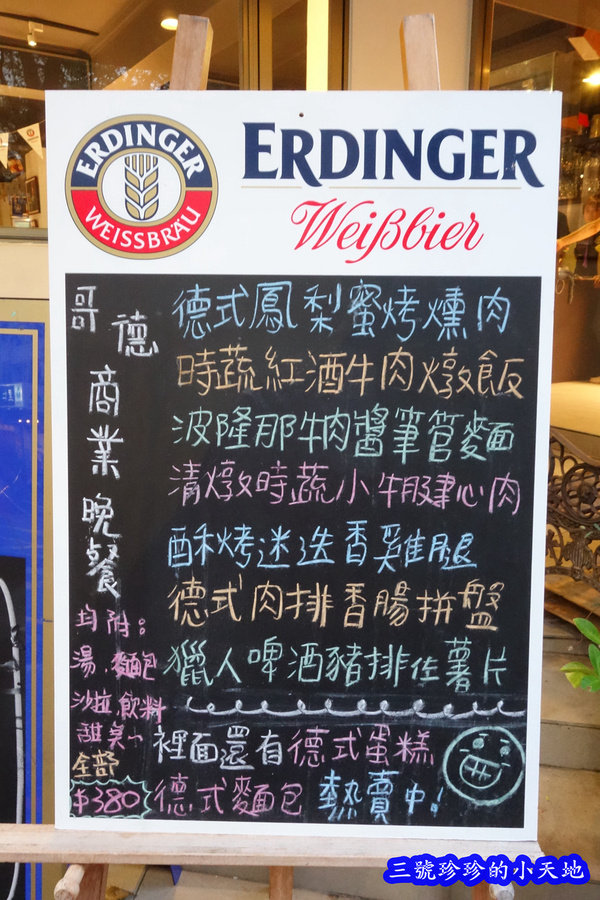 ERDINGER
WEISSBRÄU
ERDINGER
Weißbier
哥德
商業晚餐
均附：
湯．麵包
沙拉．飲料
甜美~
全部
$380
德式鳳梨蜜烤燻肉
時蔬紅酒牛肉燉飯
波隆那牛肉醬筆管麵
清燉時蔬小牛腱心肉
酥烤迷迭香雞腿
德式肉排香腸拼盤
獵人啤酒豬排佐薯片
裡面還有德式蛋糕
德式麵包 熱賣中!
三號珍珍的小天地